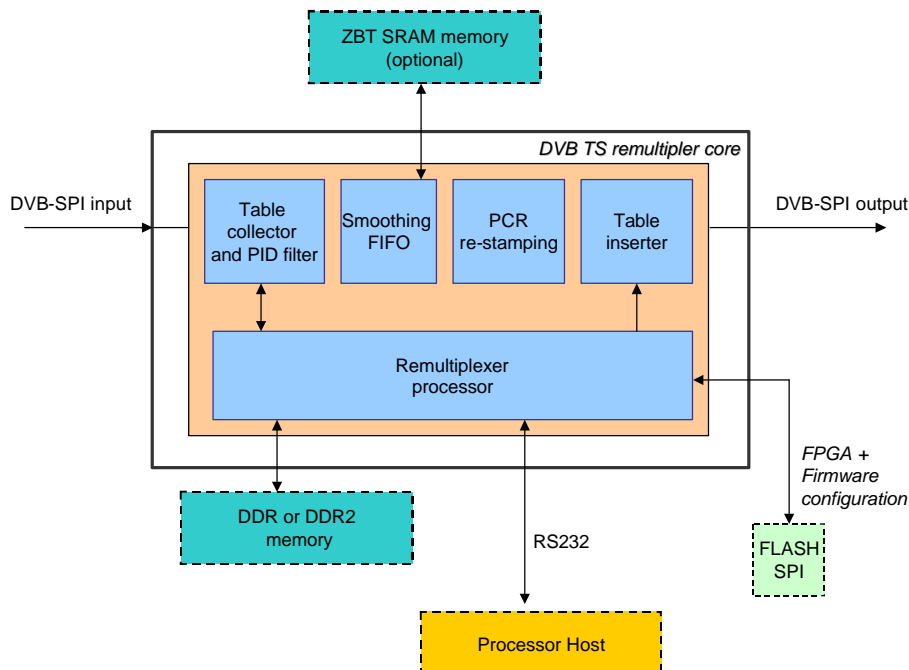 ZBT SRAM memory
(optional)
DVB TS remultipler core
DVB-SPI input
DVB-SPI output
Table
collector
and PID filter
Smoothing
FIFO
PCR
re-stamping
Table
inserter
Remultiplexer
processor
FPGA +
Firmware
configuration
DDR or DDR2
memory
RS232
FLASH
SPI
Processor Host